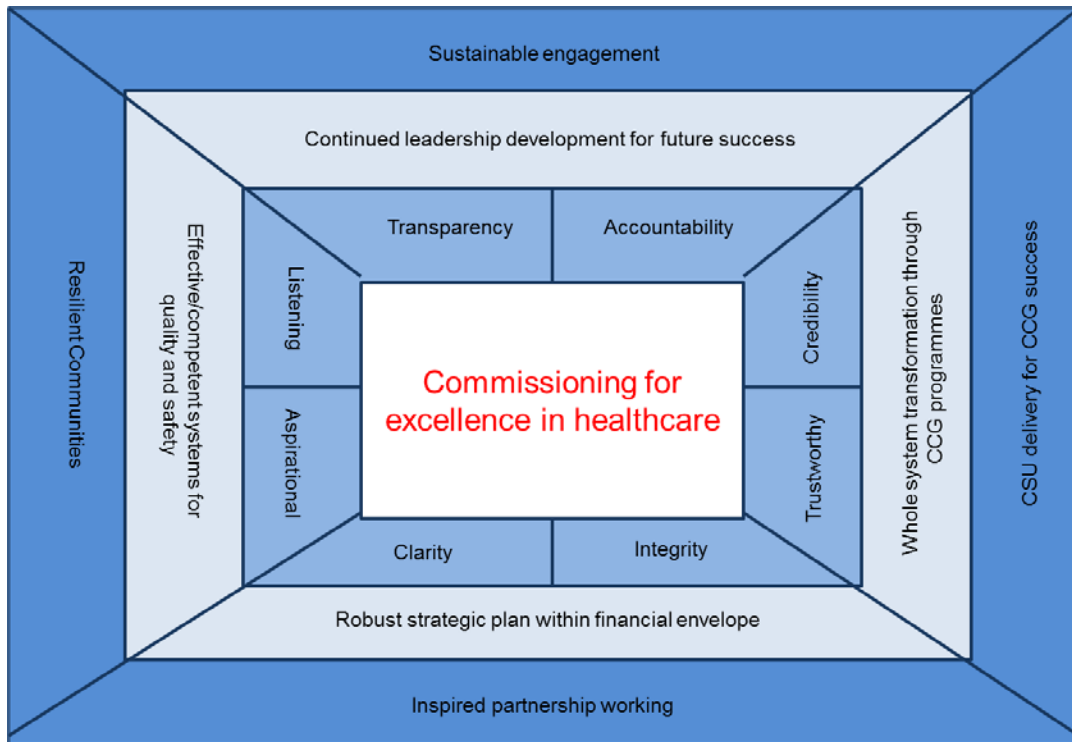 Sustainable engagement
Continued leadership development for future success
Transparency
Accountability
Listening
Credibility
Commissioning for
excellence in healthcare
Aspirational
Trustworthy
Clarity
Integrity
Effective/competent systems for
quality and safety
Whole system transformation through
CCG programmes
Resilient Communities
CSU delivery for CCG success
Robust strategic plan within financial envelope
Inspired partnership working